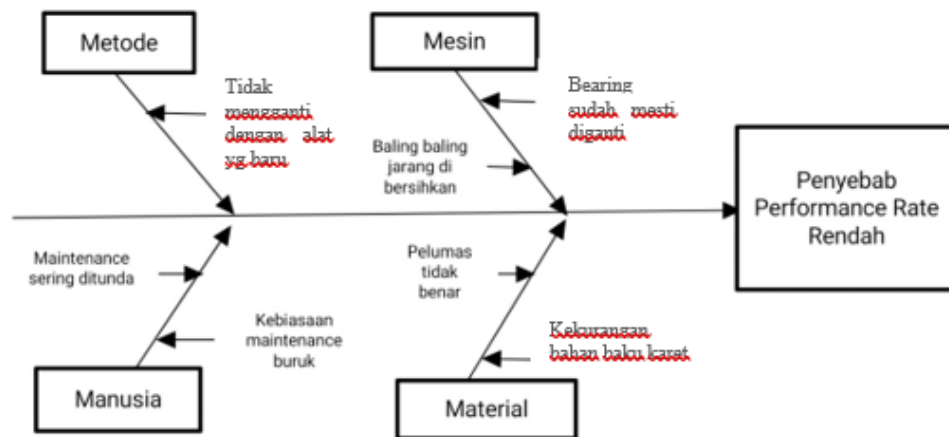 Metode
Mesin
Tidak
mengganti
dengan alat
yg baru
Bearing
sudah mesti
diganti
Baling baling
jarang di
bersihkan
Penyebab
Performance Rate
Rendah
Maintenance
sering ditunda
Pelumas
tidak
benar
Kebiasaan
maintenance
buruk
Kekurangan
bahan baku karet
Manusia
Material